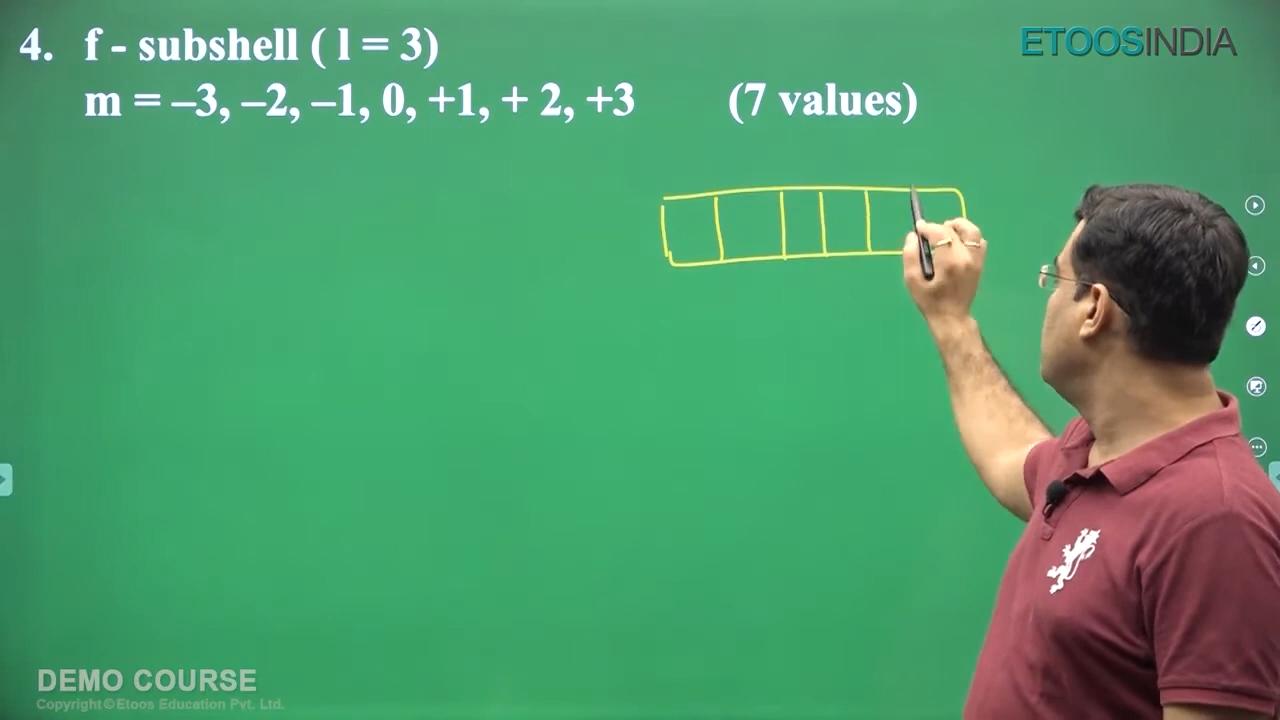 4. f - subshell ( l = 3)
ETOOSINDIA
m = –3, –2, –1, 0, +1, + 2, +3 (7 values)
DEMO COURSE
Copyright © Etoos Education Pvt. Ltd.